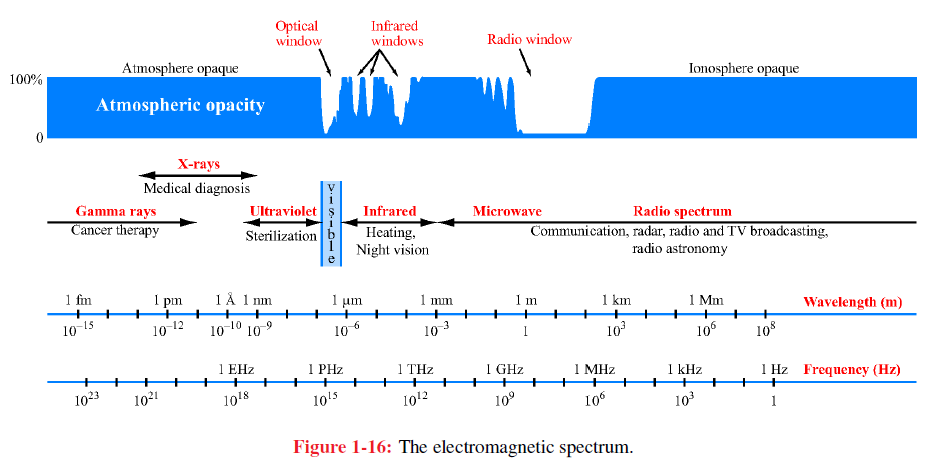 Optical window
Infrared windows
Radio window
Atmosphere opaque
Ionosphere opaque
100%
Atmospheric opacity
0
X-rays
Medical diagnosis
visible
Gamma rays
Cancer therapy
Ultraviolet
Sterilization
Infrared
Heating,
Night vision
Microwave
Radio spectrum
Communication, radar, radio and TV broadcasting,
radio astronomy
1 fm 1 pm 1 Å 1 nm 1 μm 1 mm 1 m 1 km 1 Mm Wavelength (m)
10⁻¹⁵ 10⁻¹² 10⁻¹⁰ 10⁻⁹ 10⁻⁶ 10⁻³ 1 10³ 10⁶ 10⁸
1 EHz 1 PHz 1 THz 1 GHz 1 MHz 1 kHz 1 Hz Frequency (Hz)
10²³ 10²¹ 10¹⁸ 10¹⁵ 10¹² 10⁹ 10⁶ 10³ 1
Figure 1-16: The electromagnetic spectrum.